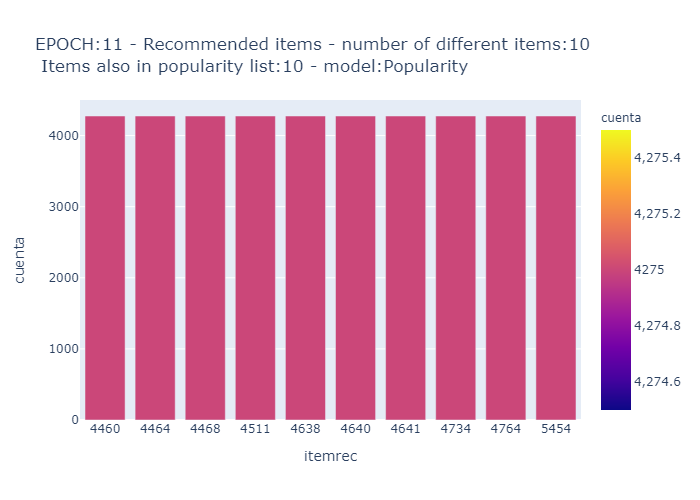 EPOCH:11 - Recommended items - number of different items:10
Items also in popularity list:10 - model:Popularity
cuenta
4000
3000
2000
1000
0
cuenta
4,275.4
4,275.2
4275
4,274.8
4,274.6
4460 4464 4468 4511 4638 4640 4641 4734 4764 5454
itemrec